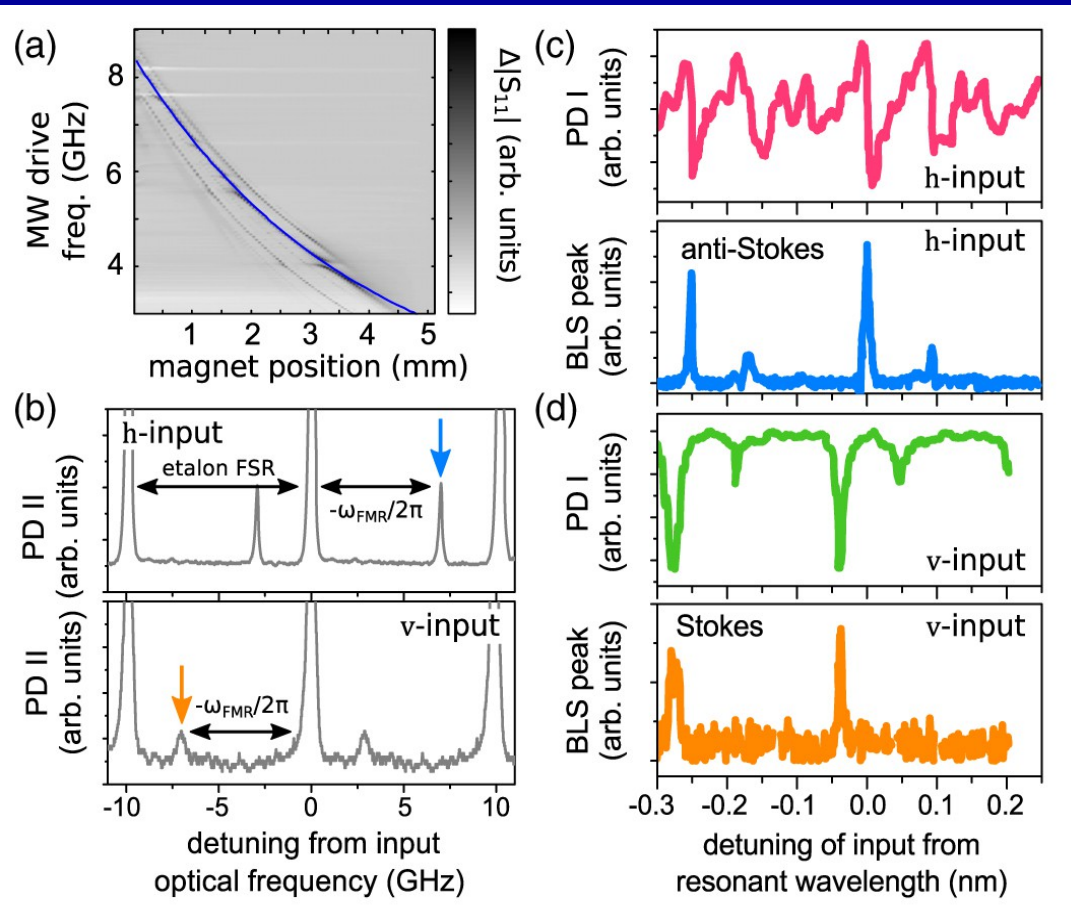 (a)
8
6
4
MW drive
freq. (GHz)
1 2 3 4 5
magnet position (mm)
Δ|S₁₁| (arb. units)
(b)
h-input
etalon FSR
-ω_FMR/2π
PD II
(arb. units)
v-input
-ω_FMR/2π
PD II
(arb. units)
-10 -5 0 5 10
detuning from input
optical frequency (GHz)
(c)
PD I
(arb. units)
h-input
anti-Stokes
h-input
BLS peak
(arb. units)
(d)
PD I
(arb. units)
v-input
Stokes
v-input
BLS peak
(arb. units)
-0.3 -0.2 -0.1 0.0 0.1 0.2
detuning of input from
resonant wavelength (nm)